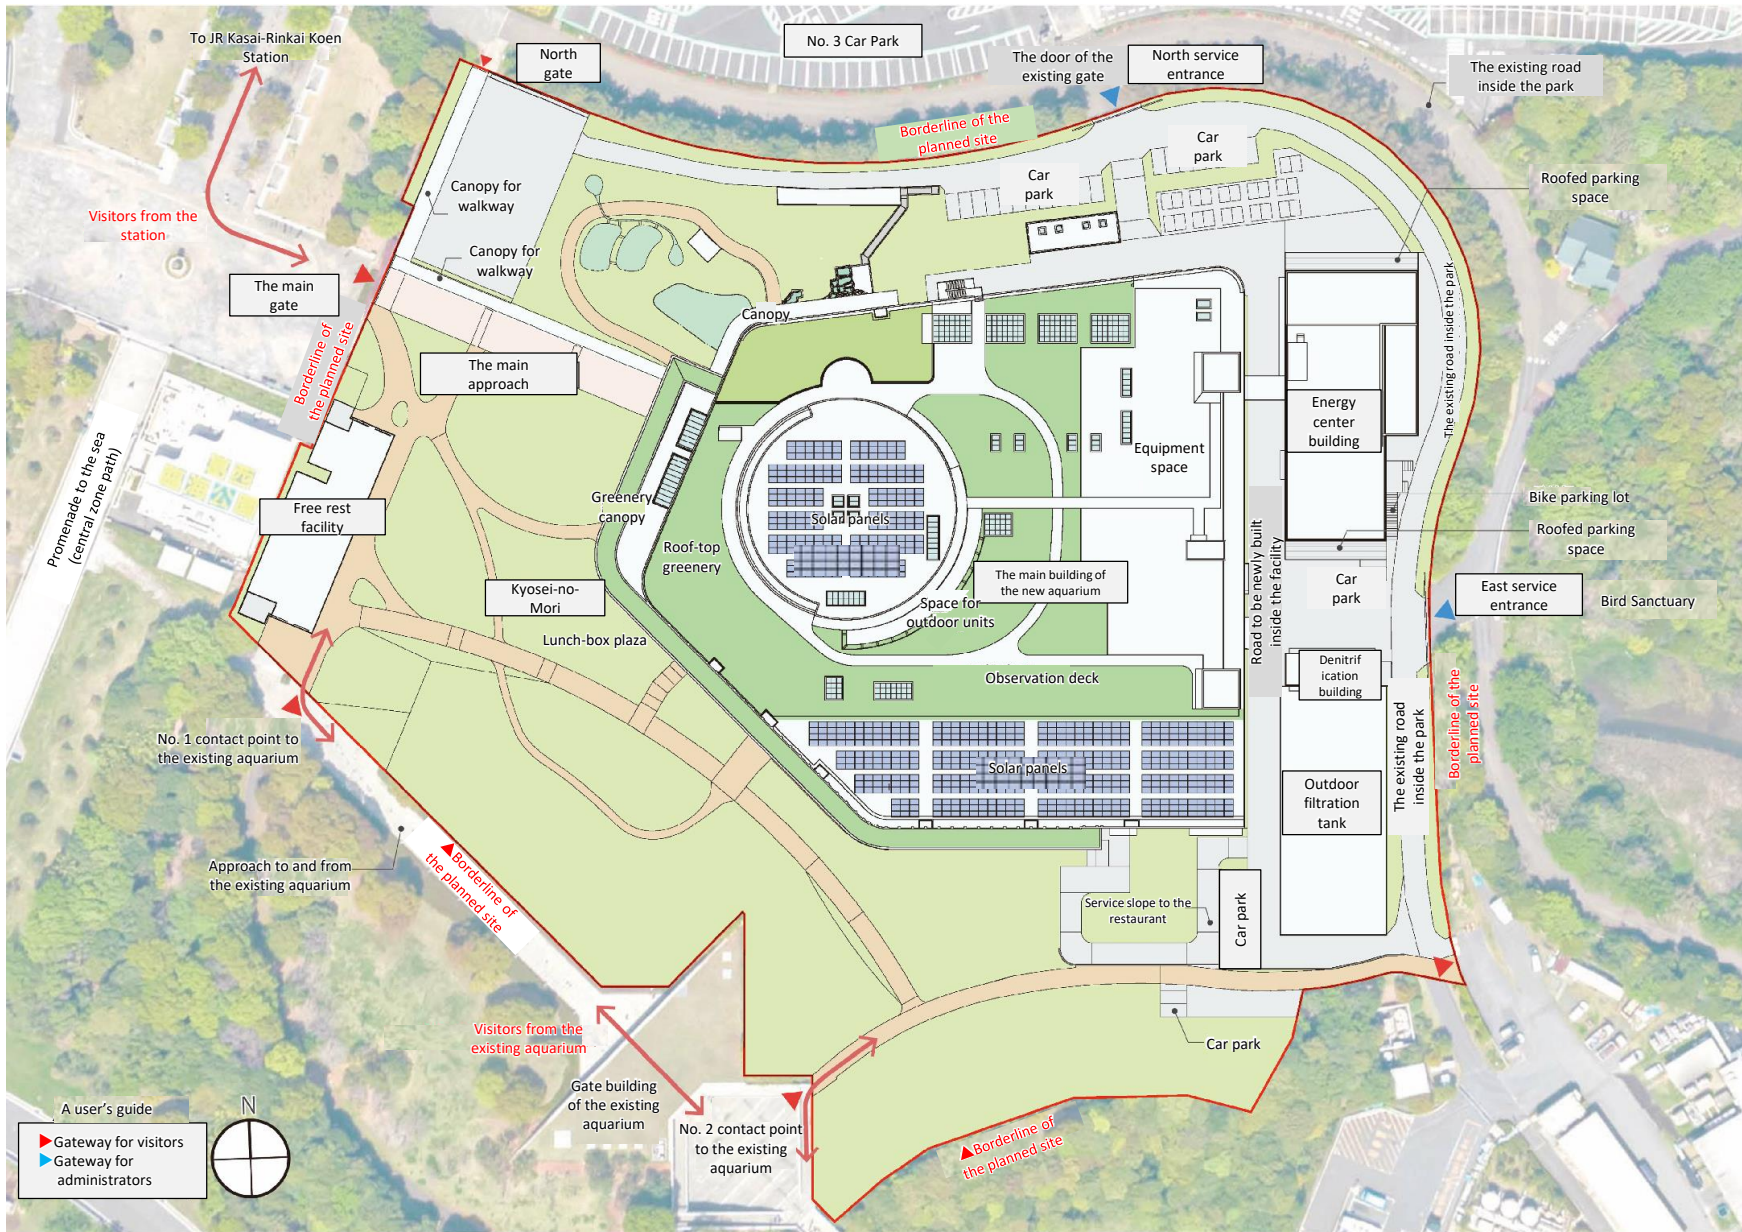 To JR Kasai-Rinkai Koen
Station
North
gate
No. 3 Car Park
The door of the
existing gate
North service
entrance
The existing road
inside the park
Borderline of the
planned site
Car
park
Car
park
Roofed parking
space
Canopy for
walkway
Visitors from the
station
Canopy for
walkway
The main
gate
Borderline of
the planned site
Canopy
The main
approach
The existing road inside the park
Energy
center
building
Equipment
space
Promenade to the sea
(central zone path)
Free rest
facility
Greenery
canopy
Solar panels
Roof-top
greenery
Bike parking lot
Roofed parking
space
Road to be newly built
inside the facility
The main building of
the new aquarium
Car
park
East service
entrance
Bird Sanctuary
Kyosei-no-
Mori
Space for
outdoor units
Lunch-box plaza
Observation deck
Denitrif
ication
building
Borderline of the
planned site
The existing road
inside the park
No. 1 contact point to
the existing aquarium
Solar panels
Outdoor
filtration
tank
Approach to and from
the existing aquarium
Borderline of
the planned site
Service slope to the
restaurant
Car park
Visitors from the
existing aquarium
Car park
Gate building
of the existing
aquarium
No. 2 contact point
to the existing
aquarium
Borderline of
the planned site
A user's guide
N
Gateway for visitors
Gateway for
administrators